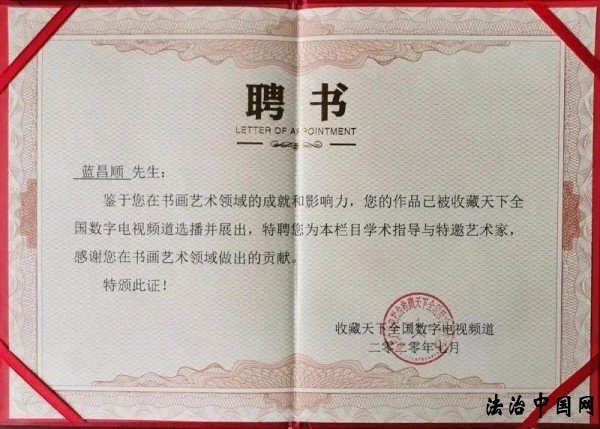 聘书
LETTER OF APPOINTMENT
蓝昌顺 先生：
鉴于您在书画艺术领域的成就和影响力，您的作品已被收藏天下全
国数字电视频道选播并展出，特聘您为本栏目学术指导与特邀艺术家，
感谢您在书画艺术领域做出的贡献。
特颁此证！
收藏天下全国数字电视频道
二零二零年七月
法治中国网